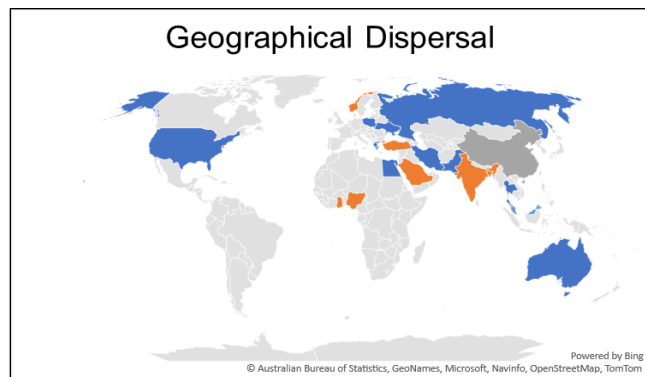 Geographical Dispersal
Powered by Bing
© Australian Bureau of Statistics, GeoNames, Microsoft, Navinfo, OpenStreetMap, TomTom